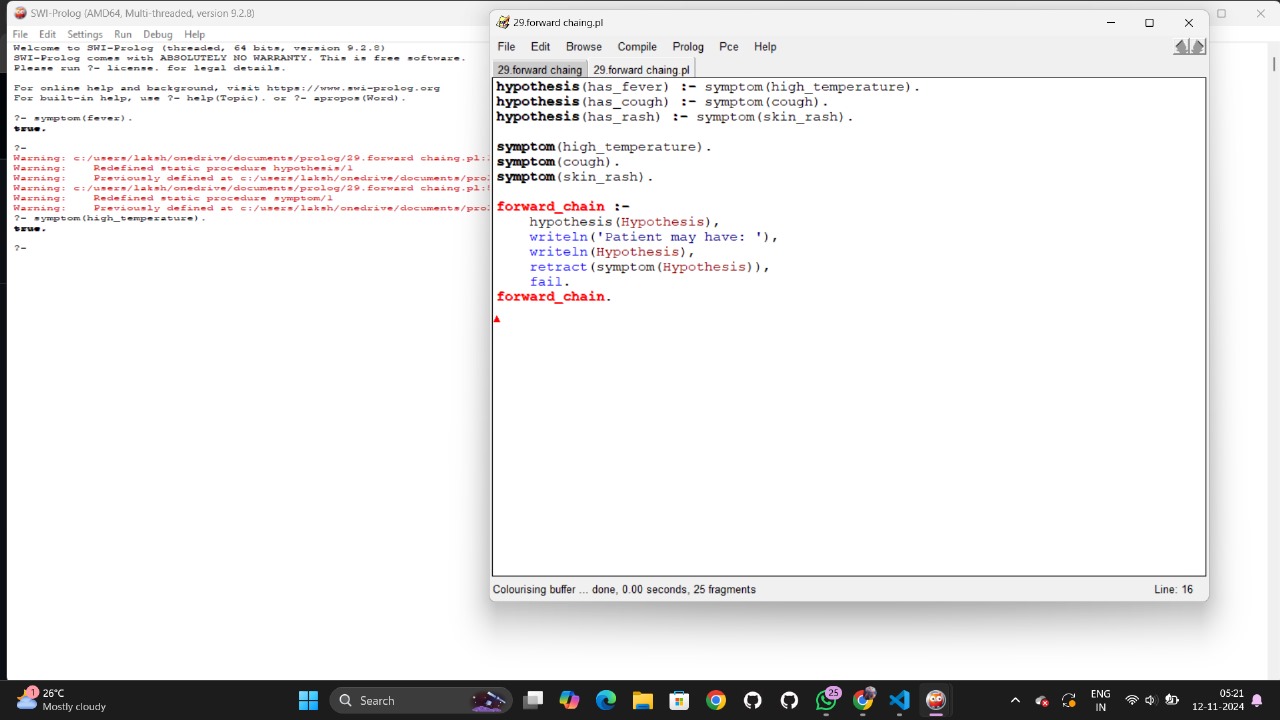 SWI-Prolog (AMD64, Multi-threaded, version 9.2.8)
File Edit Settings Run Debug Help
Welcome to SWI-Prolog (threaded, 64 bits, version 9.2.8)
SWI-Prolog comes with ABSOLUTELY NO WARRANTY. This is free software.
Please run ?- license. for legal details.
For online help and background, visit https://www.swi-prolog.org
For built-in help, use ?- help(Topic). or ?- apropos(Word).
?- symptom(fever).
true.
?-
Warning: c:/users/laksh/onedrive/documents/prolog/29.forward chaing.pl:
Warning:    Redefined static procedure hypothesis/1
Warning:    Previously defined at c:/users/laksh/onedrive/documents/prol
Warning: c:/users/laksh/onedrive/documents/prolog/29.forward chaing.pl:
Warning:    Redefined static procedure symptom/1
Warning:    Previously defined at c:/users/laksh/onedrive/documents/prol
?- symptom(high_temperature).
true.
?-
29.forward chaing.pl
File Edit Browse Compile Prolog Pce Help
29.forward chaing 29.forward chaing.pl
hypothesis(has_fever) :- symptom(high_temperature).
hypothesis(has_cough) :- symptom(cough).
hypothesis(has_rash) :- symptom(skin_rash).
symptom(high_temperature).
symptom(cough).
symptom(skin_rash).
forward_chain :-
    hypothesis(Hypothesis),
    writeln('Patient may have: '),
    writeln(Hypothesis),
    retract(symptom(Hypothesis)),
    fail.
forward_chain.
Colourising buffer ... done, 0.00 seconds, 25 fragments Line: 16
1
26°C
Mostly cloudy
Search
25
ENG
IN
05:21
12-11-2024